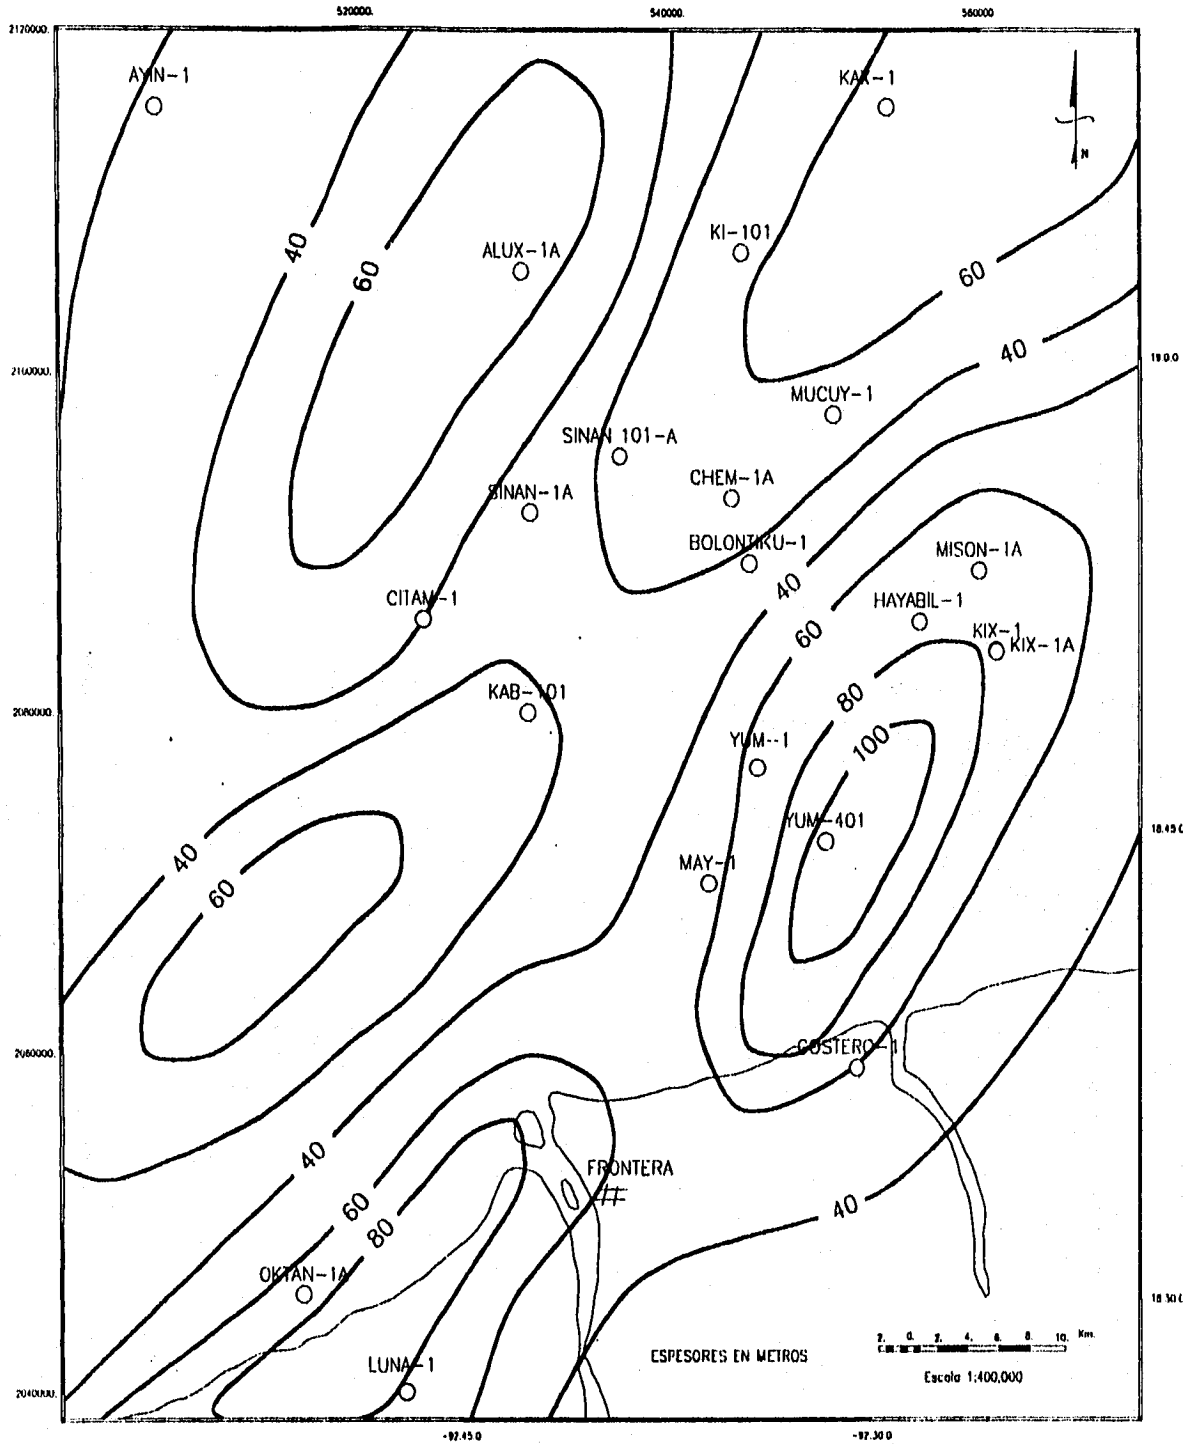 520000.
540000.
560000
2120000.
AYIN-1
KAX-1
N
40
60
ALUX-1A
KI-101
60
40
2100000.
19.0.0
MUCUY-1
SINAN 101-A
SINAN-1A
CHEM-1A
BOLONTIKU-1
MISON-1A
40
CITAM-1
HAYABIL-1
60
KIX-1
KIX-1A
KAB-101
80
2080000.
YUM--1
100
YUM-401
18.45.0
40
60
MAY-1
2060000.
COSTERO-1
40
FRONTERA
60
80
40
OKTAN-1A
18.30.0
LUNA-1
ESPESORES EN METROS
2. 0. 2. 4. 6. 8. 10. Km.
Escala 1:400,000
2040000.
-92.45.0
-92.30.0